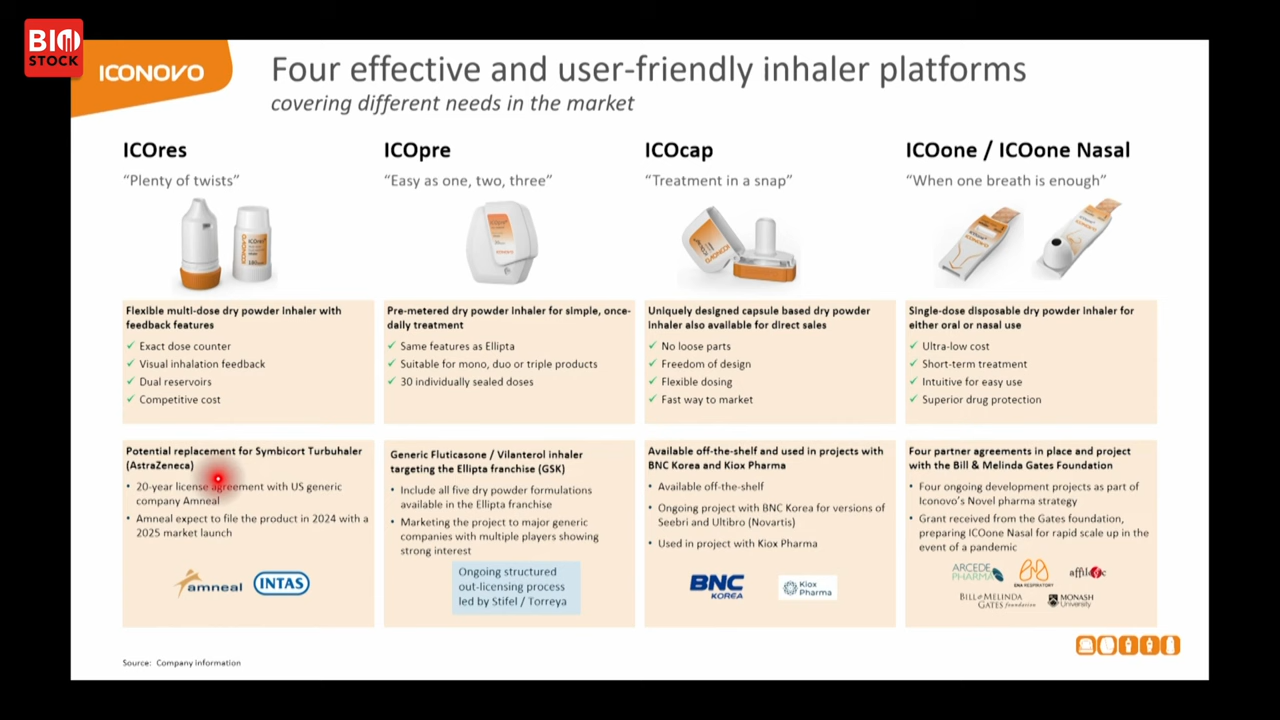 BIO
STOCK
ICONOVO
Four effective and user-friendly inhaler platforms
covering different needs in the market
ICOres
“Plenty of twists”
Flexible multi-dose dry powder inhaler with
feedback features
✓ Exact dose counter
✓ Visual inhalation feedback
✓ Dual reservoirs
✓ Competitive cost
Potential replacement for Symbicort Turbuhaler
(AstraZeneca)
• 20-year license agreement with US generic
company Amneal
• Amneal expect to file the product in 2024 with a
2025 market launch
amneal
INTAS
ICOpre
“Easy as one, two, three”
ICONOVO
Pre-metered dry powder inhaler for simple, once-
daily treatment
✓ Same features as Ellipta
✓ Suitable for mono, duo or triple products
✓ 30 individually sealed doses
Generic Fluticasone / Vilanterol inhaler
targeting the Ellipta franchise (GSK)
• Include all five dry powder formulations
available in the Ellipta franchise
• Marketing the project to major generic
companies with multiple players showing
strong interest
Ongoing structured
out-licensing process
led by Stifel / Torreya
ICOcap
“Treatment in a snap”
Uniquely designed capsule based dry powder
inhaler also available for direct sales
✓ No loose parts
✓ Freedom of design
✓ Flexible dosing
✓ Fast way to market
Available off-the-shelf and used in projects with
BNC Korea and Kiox Pharma
• Available off-the-shelf
• Ongoing project with BNC Korea for versions of
Seebri and Ultibro (Novartis)
• Used in project with Kiox Pharma
BNC
KOREA
Kiox
Pharma
ICOone / ICOone Nasal
“When one breath is enough”
Single-dose disposable dry powder inhaler for
either oral or nasal use
✓ Ultra-low cost
✓ Short-term treatment
✓ Intuitive for easy use
✓ Superior drug protection
Four partner agreements in place and project
with the Bill & Melinda Gates Foundation
• Four ongoing development projects as part of
Iconovo’s Novel pharma strategy
• Grant received from the Gates foundation,
preparing ICOone Nasal for rapid scale up in the
event of a pandemic
ARCEDE
PHARMA
ENA RESPIRATORY
BILL & MELINDA
GATES foundation
MONASH
University
Source: Company information